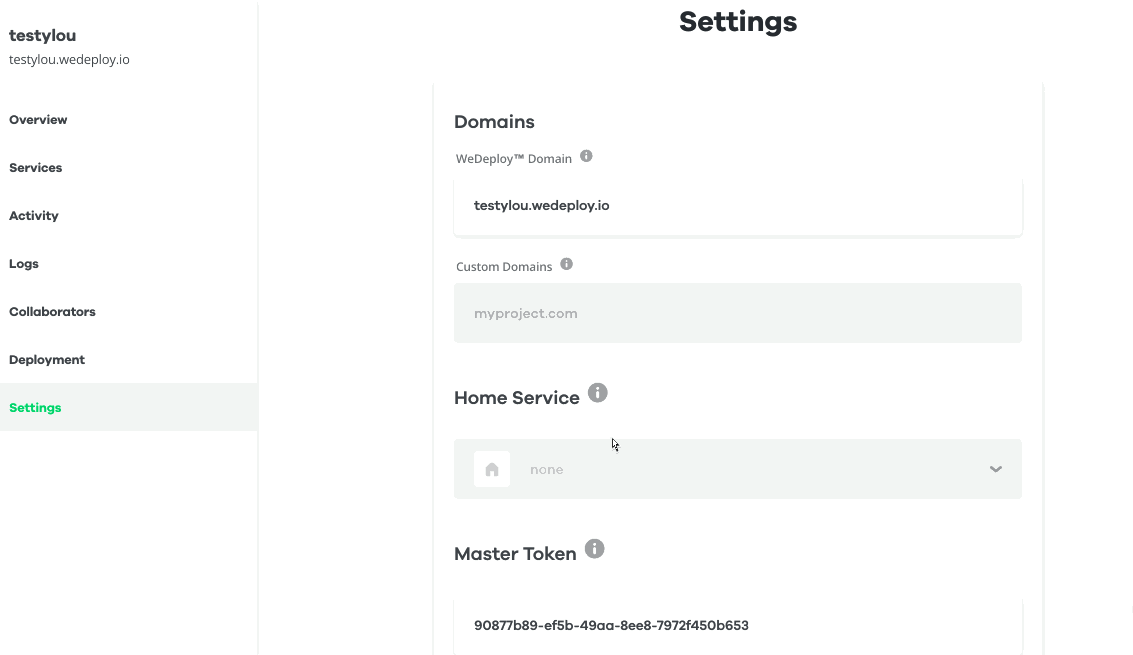 testylou
testylou.wedeploy.io
Overview
Services
Activity
Logs
Collaborators
Deployment
Settings
Settings
Domains
WeDeploy™ Domain
testylou.wedeploy.io
Custom Domains
myproject.com
Home Service
none
Master Token
90877b89-ef5b-49aa-8ee8-7972f450b653